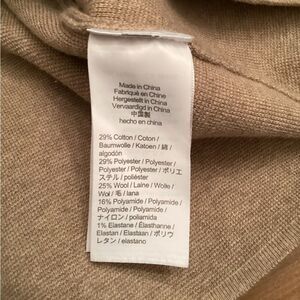 Made in China
Fabriqué en Chine
Hergestellt in China
Vervaardigd in China
中国製
hecho en china
29% Cotton / Coton /
Baumwolle / Katoen / 綿 /
algodón
29% Polyester / Polyester /
Polyester / Polyester / ポリエ
ステル / poliéster
25% Wool / Laine / Wolle /
Wol / 毛 / lana
16% Polyamide / Polyamide /
Polyamide / Polyamide /
ナイロン / poliamida
1% Elastane / Élasthanne /
Elastan / Elastaan / ポリウ
レタン / elastano